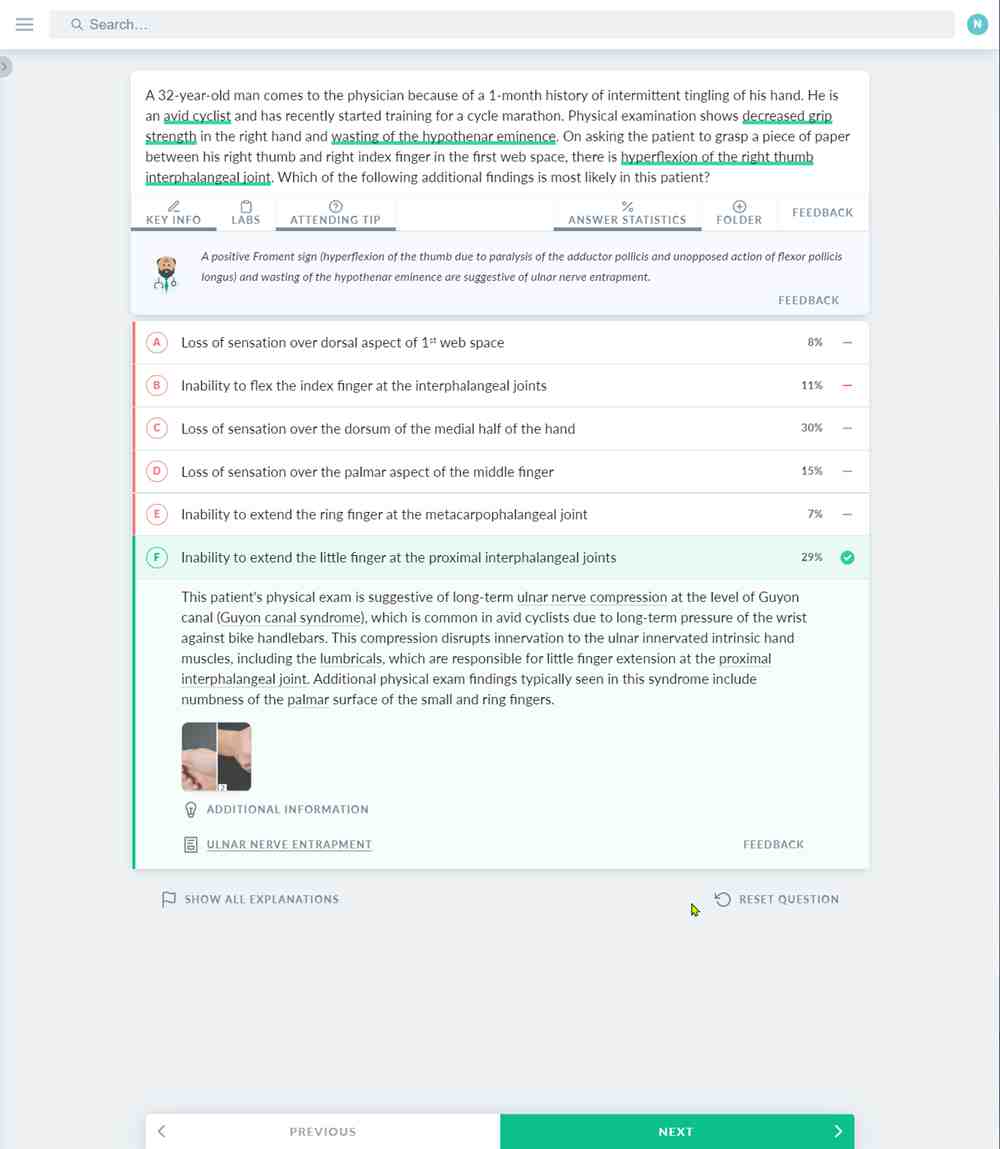 Search...
N
A 32-year-old man comes to the physician because of a 1-month history of intermittent tingling of his hand. He is
an avid cyclist and has recently started training for a cycle marathon. Physical examination shows decreased grip
strength in the right hand and wasting of the hypothenar eminence. On asking the patient to grasp a piece of paper
between his right thumb and right index finger in the first web space, there is hyperflexion of the right thumb
interphalangeal joint. Which of the following additional findings is most likely in this patient?
KEY INFO LABS ATTENDING TIP ANSWER STATISTICS FOLDER FEEDBACK
A positive Froment sign (hyperflexion of the thumb due to paralysis of the adductor pollicis and unopposed action of flexor pollicis
longus) and wasting of the hypothenar eminence are suggestive of ulnar nerve entrapment.
FEEDBACK
A Loss of sensation over dorsal aspect of 1st web space 8%
B Inability to flex the index finger at the interphalangeal joints 11%
C Loss of sensation over the dorsum of the medial half of the hand 30%
D Loss of sensation over the palmar aspect of the middle finger 15%
E Inability to extend the ring finger at the metacarpophalangeal joint 7%
F Inability to extend the little finger at the proximal interphalangeal joints 29%
This patient's physical exam is suggestive of long-term ulnar nerve compression at the level of Guyon
canal (Guyon canal syndrome), which is common in avid cyclists due to long-term pressure of the wrist
against bike handlebars. This compression disrupts innervation to the ulnar innervated intrinsic hand
muscles, including the lumbricals, which are responsible for little finger extension at the proximal
interphalangeal joint. Additional physical exam findings typically seen in this syndrome include
numbness of the palmar surface of the small and ring fingers.
2
ADDITIONAL INFORMATION
ULNAR NERVE ENTRAPMENT FEEDBACK
SHOW ALL EXPLANATIONS RESET QUESTION
PREVIOUS NEXT